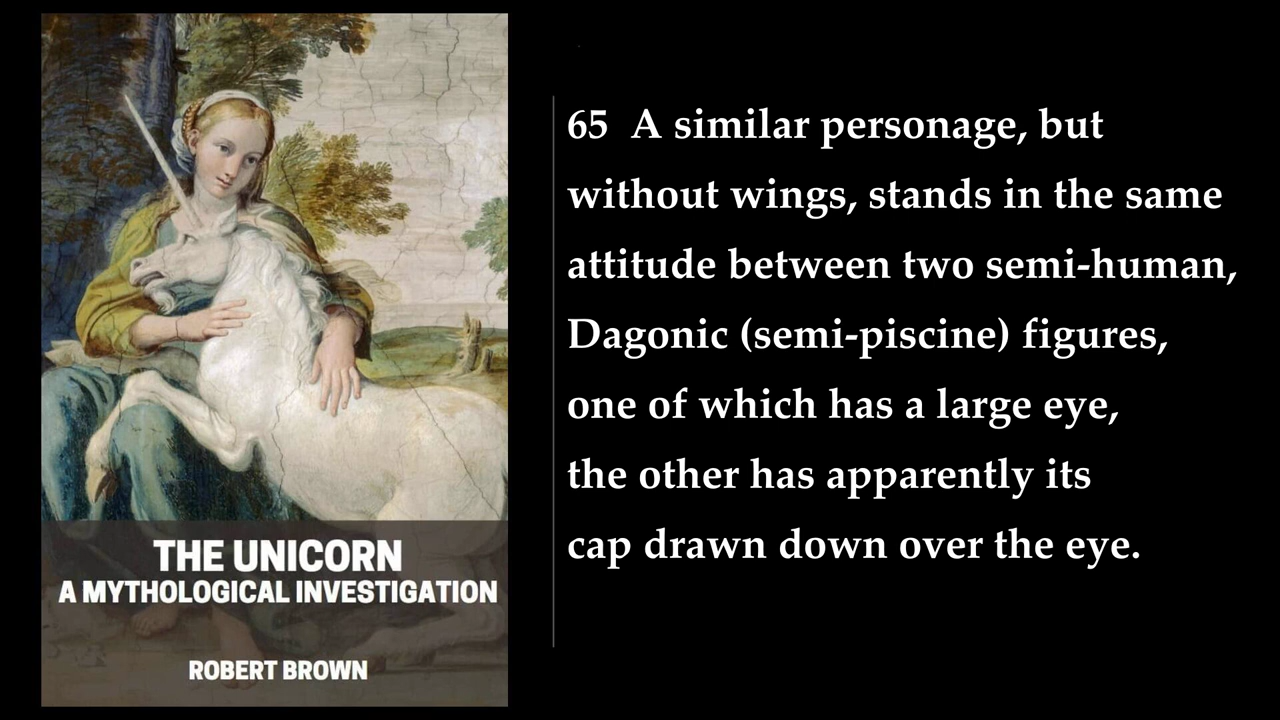 THE UNICORN
A MYTHOLOGICAL INVESTIGATION
ROBERT BROWN
65 A similar personage, but
without wings, stands in the same
attitude between two semi-human,
Dagonic (semi-piscine) figures,
one of which has a large eye,
the other has apparently its
cap drawn down over the eye.